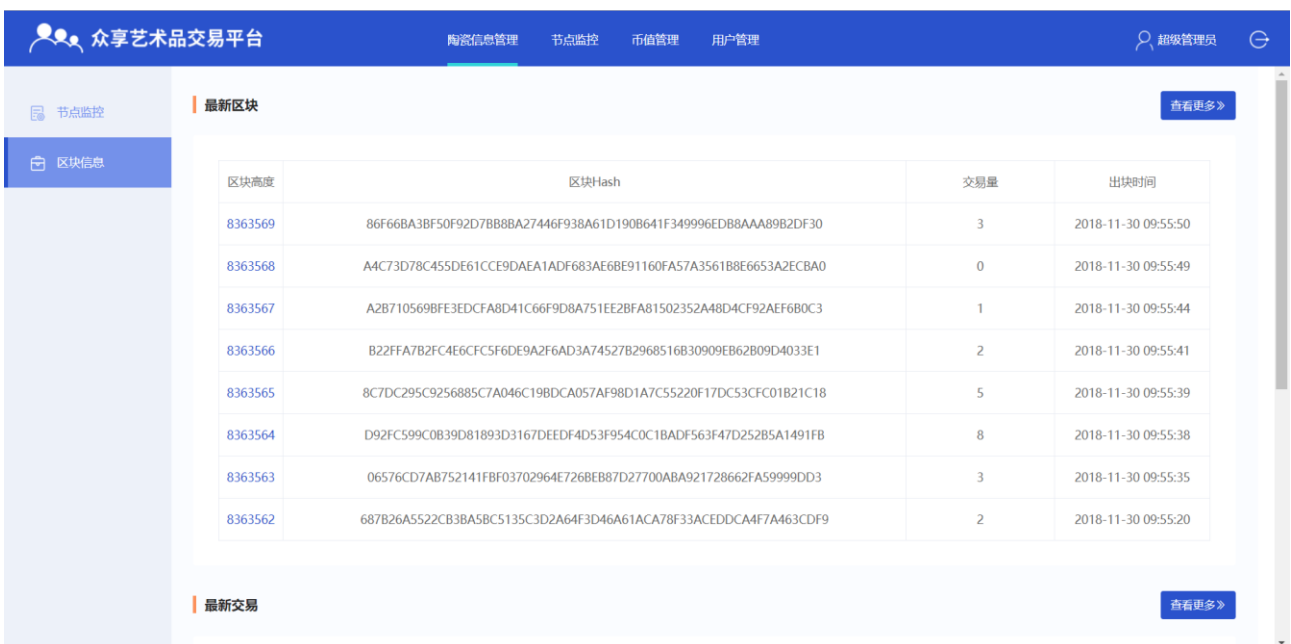 众享艺术品交易平台 陶瓷信息管理 节点监控 币值管理 用户管理 超级管理员
节点监控
区块信息
最新区块 查看更多》
区块高度 区块Hash 交易量 出块时间
8363569 86F66BA3BF50F92D7BB8BA27446F938A61D190B641F349996EDB8AAA89B2DF30 3 2018-11-30 09:55:50
8363568 A4C73D78C455DE61CCE9DAEA1ADF683AE6BE91160FA57A3561B8E6653A2ECBA0 0 2018-11-30 09:55:49
8363567 A2B710569BFE3EDCFA8D41C66F9D8A751EE2BFA81502352A48D4CF92AEF6B0C3 1 2018-11-30 09:55:44
8363566 B22FFA7B2FC4E6CFC5F6DE9A2F6AD3A74527B2968516B30909EB62B09D4033E1 2 2018-11-30 09:55:41
8363565 8C7DC295C9256885C7A046C19BDCA057AF98D1A7C55220F17DC53CFC01B21C18 5 2018-11-30 09:55:39
8363564 D92FC599C0B39D81893D3167DEEDF4D53F954C0C1BADF563F47D252B5A1491FB 8 2018-11-30 09:55:38
8363563 06576CD7AB752141FBF03702964E726BEB87D27700ABA921728662FA59999DD3 3 2018-11-30 09:55:35
8363562 687B26A5522CB3BA5BC5135C3D2A64F3D46A61ACA78F33ACEDDCA4F7A463CDF9 2 2018-11-30 09:55:20
最新交易 查看更多》